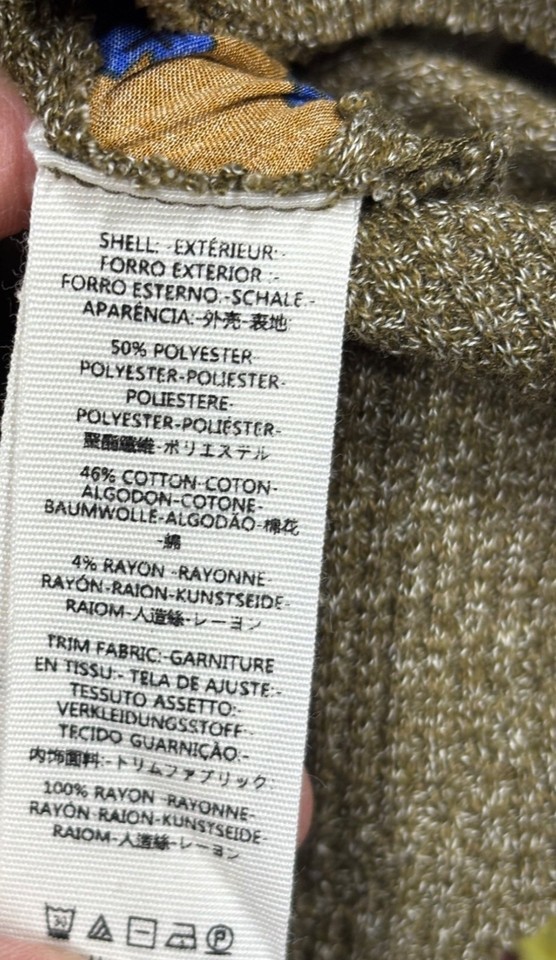 SHELL: -EXTÉRIEUR:-
FORRO EXTERIOR :-
FORRO ESTERNO:-SCHALE -
APARÊNCIA:-外壳-表地:
50% POLYESTER-
POLYESTER-POLIESTER-
POLIESTERE-
POLYESTER-POLIÉSTER-
聚酯纖維-ポリエステル
46% COTTON-COTON-
ALGODON-COTONE-
BAUMWOLLE-ALGODÃO-棉花
-綿
4% RAYON -RAYONNE-
RAYÓN-RAION-KUNSTSEIDE-
RAIOM-人造絲-レーヨン
TRIM FABRIC:-GARNITURE
EN TISSU:- TELA DE AJUSTE:-
TESSUTO ASSETTO:-
VERKLEIDUNGSSTOFF:-
TECIDO GUARNIÇÃO:-
内饰面料:-トリムファブリック:
100% RAYON -RAYONNE-
RAYÓN-RAION-KUNSTSEIDE-
RAIOM-人造絲-レーヨン
30
P